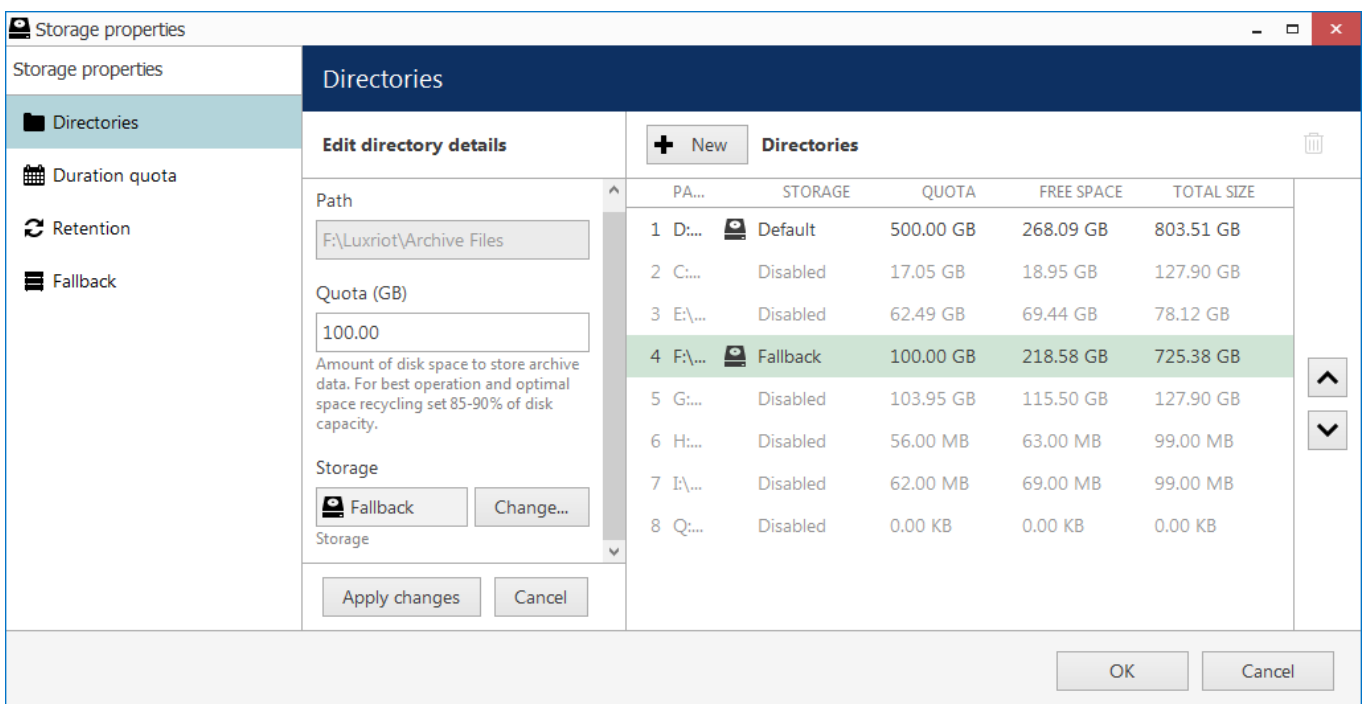 Storage properties
Storage properties
Directories
Duration quota
Retention
Fallback
Directories
Edit directory details
Path
F:\Luxriot\Archive Files
Quota (GB)
100.00
Amount of disk space to store archive
data. For best operation and optimal
space recycling set 85-90% of disk
capacity.
Storage
Fallback Change...
Storage
Apply changes Cancel
New Directories
PA... STORAGE QUOTA FREE SPACE TOTAL SIZE
1 D:... Default 500.00 GB 268.09 GB 803.51 GB
2 C:... Disabled 17.05 GB 18.95 GB 127.90 GB
3 E:\... Disabled 62.49 GB 69.44 GB 78.12 GB
4 F:\... Fallback 100.00 GB 218.58 GB 725.38 GB
5 G:... Disabled 103.95 GB 115.50 GB 127.90 GB
6 H:... Disabled 56.00 MB 63.00 MB 99.00 MB
7 I:\... Disabled 62.00 MB 69.00 MB 99.00 MB
8 Q:... Disabled 0.00 KB 0.00 KB 0.00 KB
OK Cancel